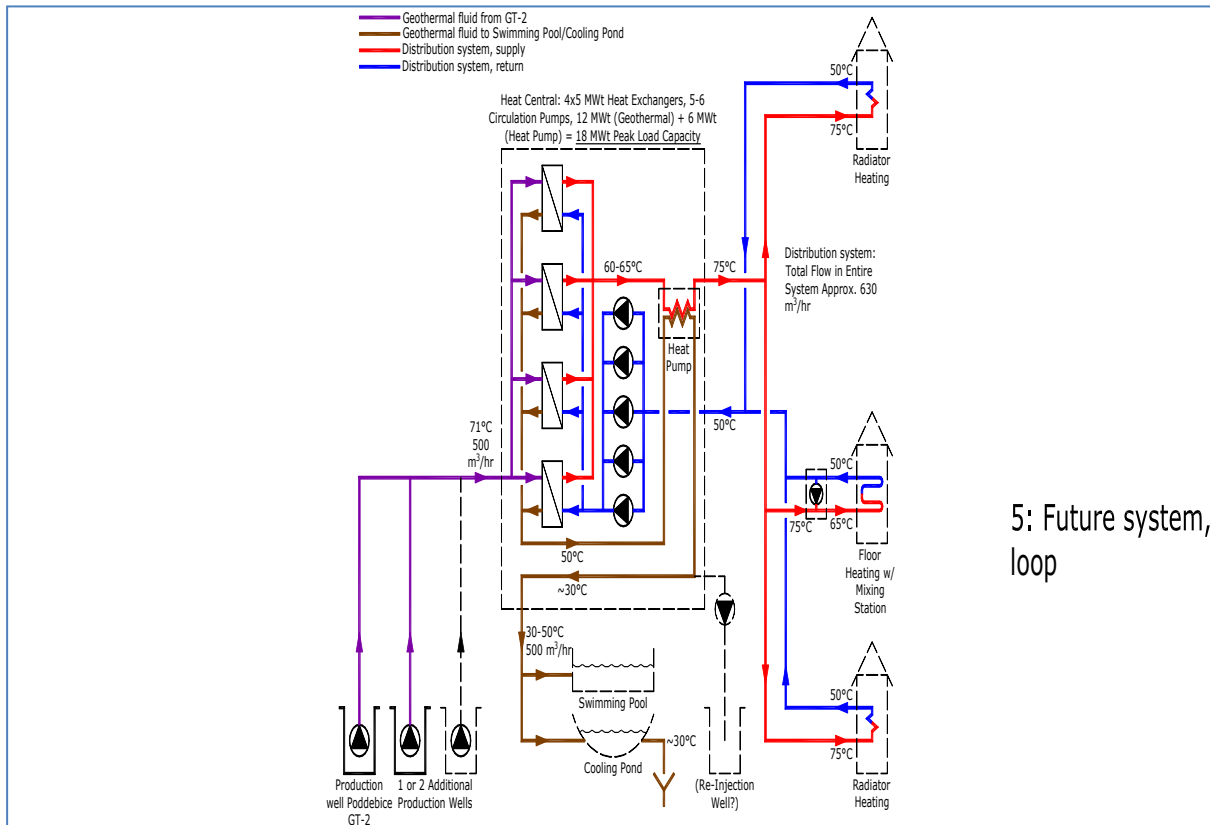 Geothermal fluid from GT-2
Geothermal fluid to Swimming Pool/Cooling Pond
Distribution system, supply
Distribution system, return
Heat Central: 4x5 MWt Heat Exchangers, 5-6
Circulation Pumps, 12 MWt (Geothermal) + 6 MWt
(Heat Pump) = 18 MWt Peak Load Capacity
50°C
75°C
Radiator
Heating
60-65°C
75°C
Distribution system:
Total Flow in Entire
System Approx. 630
m³/hr
Heat
Pump
71°C
500
m³/hr
50°C
50°C
75°C
65°C
Floor
Heating w/
Mixing
Station
5: Future system,
loop
50°C
~30°C
30-50°C
500 m³/hr
Swimming Pool
~30°C
Cooling Pond
(Re-Injection
Well?)
50°C
75°C
Radiator
Heating
Production
well Poddebice
GT-2
1 or 2 Additional
Production Wells